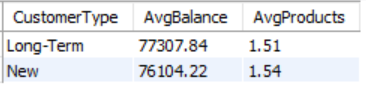 CustomerType AvgBalance AvgProducts
Long-Term 77307.84 1.51
New 76104.22 1.54